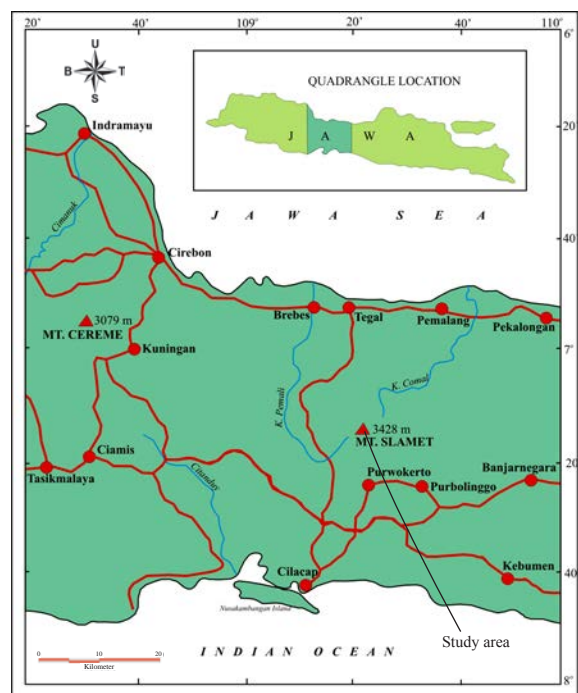 20°
40°
109°
20°
40°
110°
6°
U
B
T
S
QUADRANGLE LOCATION
J A W A
Indramayu
20°
Cimanuk
J A W A S E A
40°
Cirebon
3079 m
MT. CEREME
Brebes
Tegal
Pemalang
Pekalongan
Kuningan
7°
K. Comal
K. Pemali
3428 m
MT. SLAMET
Ciamis
Tasikmalaya
Citanduy
Purwokerto
Purbolinggo
Banjarnegara
20°
Cilacap
Kebumen
40°
Nusakambangan Island
Study area
INDIAN OCEAN
0 10 20
Kilometer
8°